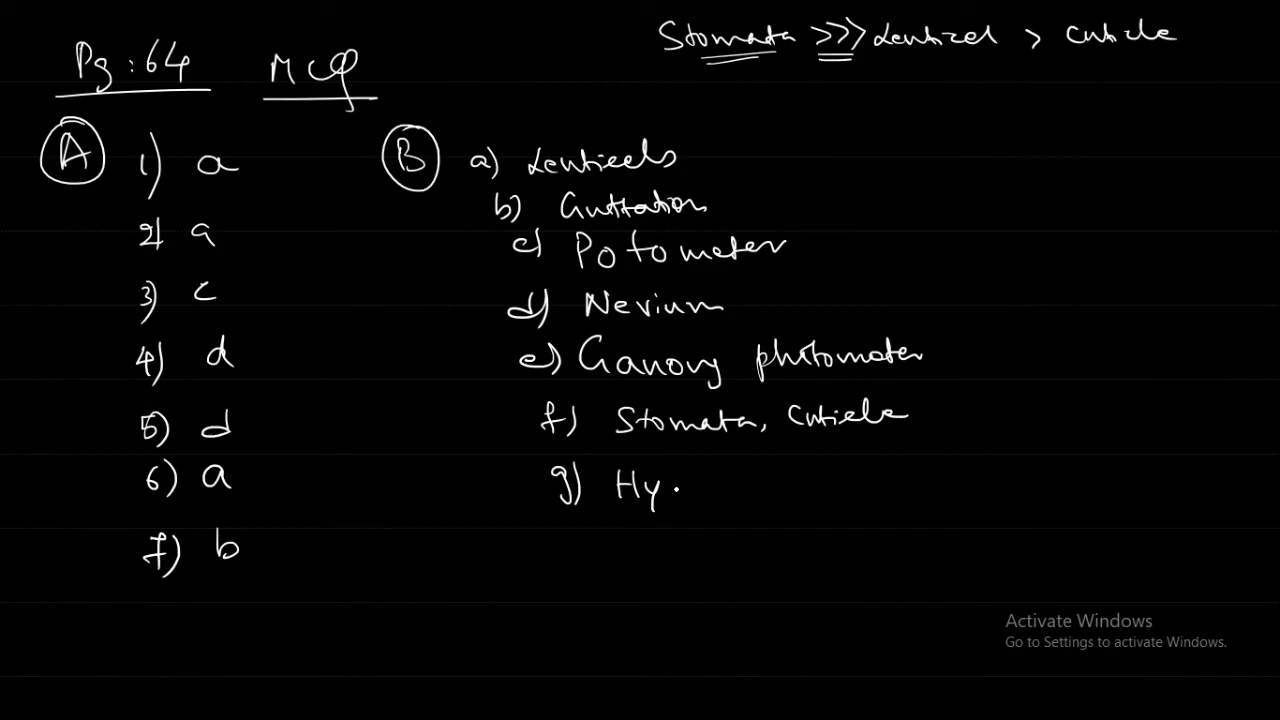 Stomata >>> Lenticel > Cuticle
Pg : 64 MCQ
A 1) a
2) a
3) c
4) d
5) d
6) a
7) b
B a) Lenticels
b) Guttation
c) Potometer
d) Nerium
e) Ganong photometer
f) Stomata, Cuticle
g) Hy.
Activate Windows
Go to Settings to activate Windows.